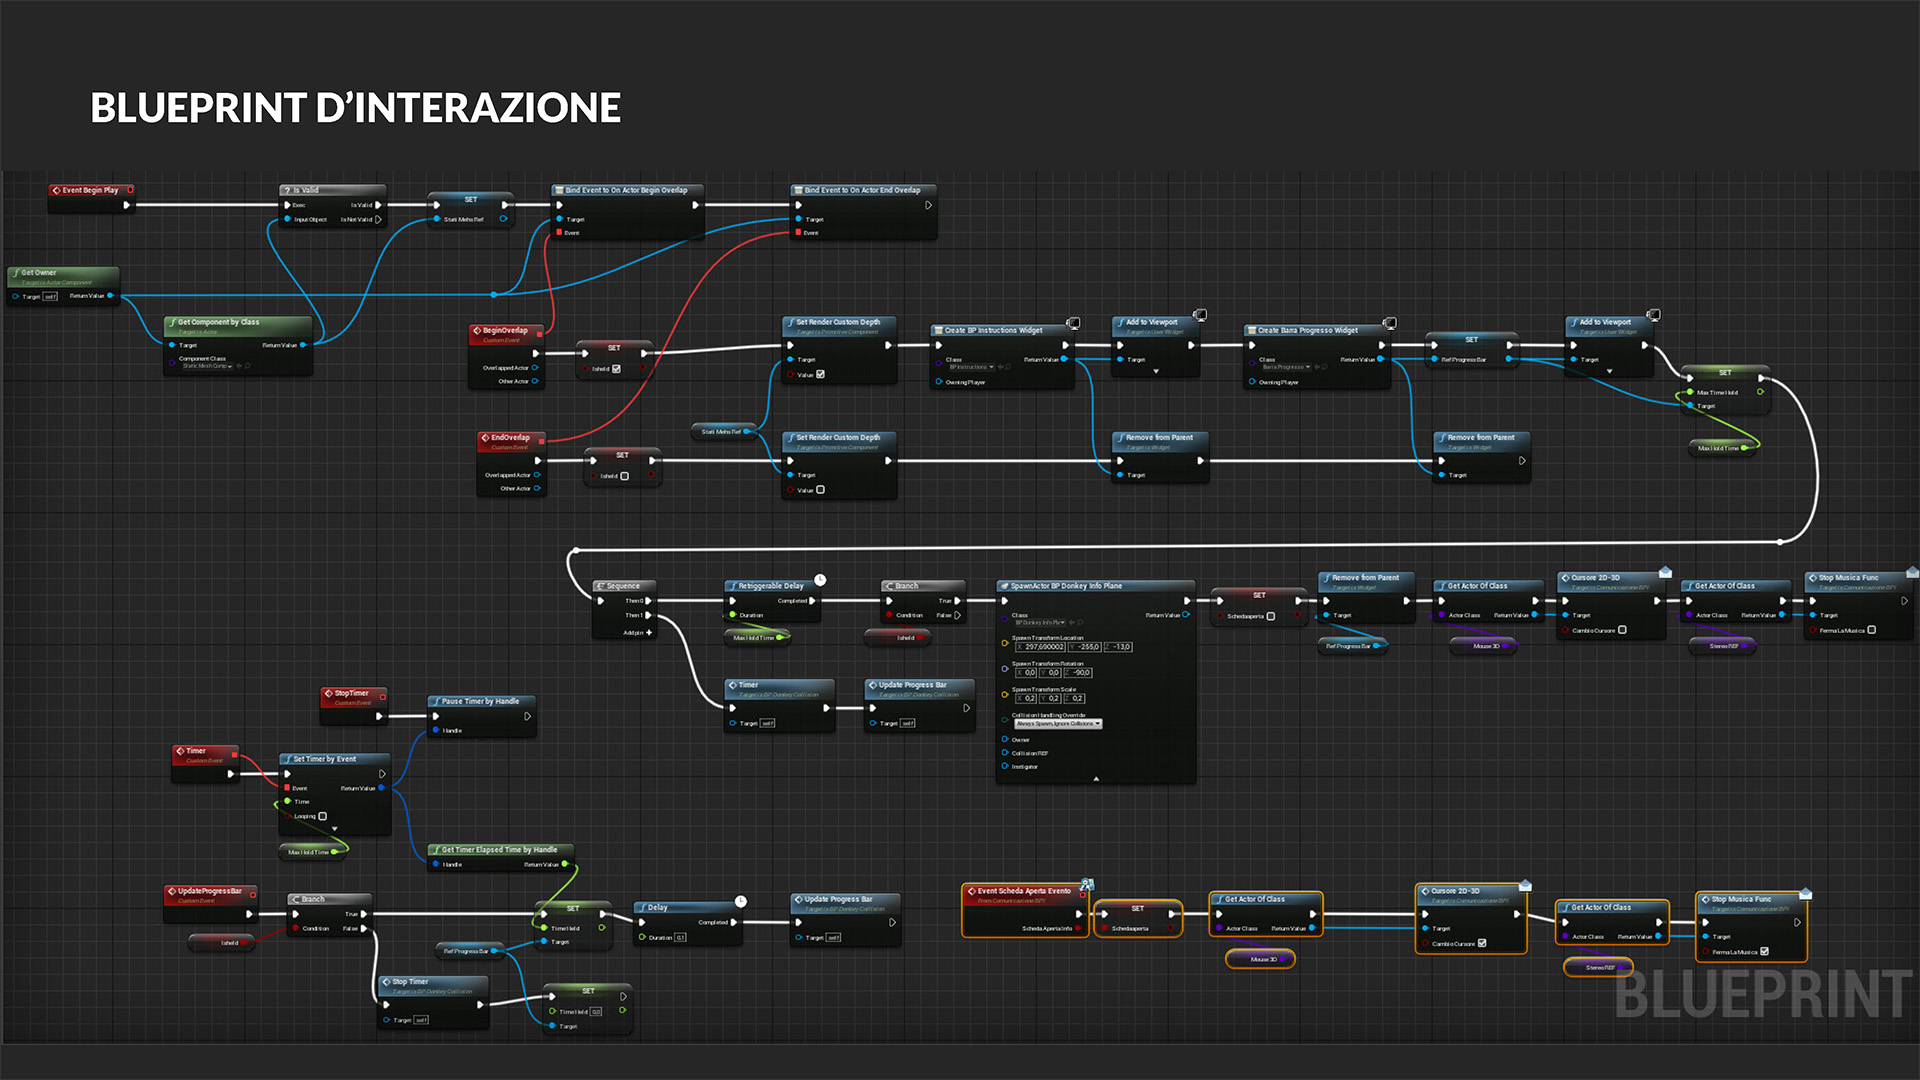 BLUEPRINT D'INTERAZIONE
Event Begin Play
? Is Valid
Exec Is Valid
Input Object Is Not Valid
SET
Stati Mehs Ref
Bind Event to On Actor Begin Overlap
Target
Event
Bind Event to On Actor End Overlap
Target
Event
Get Owner
Target is Actor Component
Target self Return Value
Get Component by Class
Target is Actor
Target Return Value
Component Class
Static Mesh Comp
BeginOverlap
Custom Event
Overlapped Actor
Other Actor
SET
Isheld
Set Render Custom Depth
Target is Primitive Component
Target
Value
Create BP Instructions Widget
Class Return Value
BP Instructions
Owning Player
Add to Viewport
Target is User Widget
Target
Create Barra Progresso Widget
Class Return Value
Barra Progresso
Owning Player
SET
Ref Progress Bar
Add to Viewport
Target is User Widget
Target
SET
Max Time Hold
Target
Max Hold Time
EndOverlap
Custom Event
Overlapped Actor
Other Actor
SET
Isheld
Stati Mehs Ref
Set Render Custom Depth
Target is Primitive Component
Target
Value
Remove from Parent
Target is Widget
Target
Remove from Parent
Target is Widget
Target
Sequence
Then 0
Then 1
Add pin +
Retriggerable Delay
Completed
Duration
Max Hold Time
Branch
True
Condition False
Isheld
SpawnActor BP Donkey Info Plane
Class Return Value
BP Donkey Info Pla
Spawn Transform Location
X 297,690002 Y -255,0 Z -13,0
Spawn Transform Rotation
X 0,0 Y 0,0 Z -90,0
Spawn Transform Scale
X 0,2 Y 0,2 Z 0,2
Collision Handling Override
Always Spawn, Ignore Collisions
Owner
Collision REF
Instigator
SET
Schedaaperta
Remove from Parent
Target is Widget
Target
Ref Progress Bar
Get Actor Of Class
Actor Class Return Value
Mouse 3D
Cursore 2D-3D
Target is Comunicazione BPI
Target
Cambio Cursore
Get Actor Of Class
Actor Class Return Value
Stereo REF
Stop Musica Func
Target is Comunicazione BPI
Target
Ferma La Musica
Timer
Target is BP Donkey Collision
Target self
Update Progress Bar
Target is BP Donkey Collision
Target self
StopTimer
Custom Event
Pause Timer by Handle
Handle
Timer
Custom Event
Set Timer by Event
Event Return Value
Time
Looping
Max Hold Time
Get Timer Elapsed Time by Handle
Handle Return Value
UpdateProgressBar
Custom Event
Isheld
Branch
True
Condition False
SET
Time Held
Target
Ref Progress Bar
Delay
Completed
Duration 0,1
Update Progress Bar
Target is BP Donkey Collision
Target self
Stop Timer
Target is BP Donkey Collision
Target self
SET
Time Held 0,0
Target
Event Scheda Aperta Evento
From Comunicazione BPI
Scheda Aperta Info
SET
Schedaaperta
Get Actor Of Class
Actor Class Return Value
Mouse 3D
Cursore 2D-3D
Target is Comunicazione BPI
Target
Cambio Cursore
Get Actor Of Class
Actor Class Return Value
Stereo REF
Stop Musica Func
Target is Comunicazione BPI
Target
Ferma La Musica
BLUEPRINT